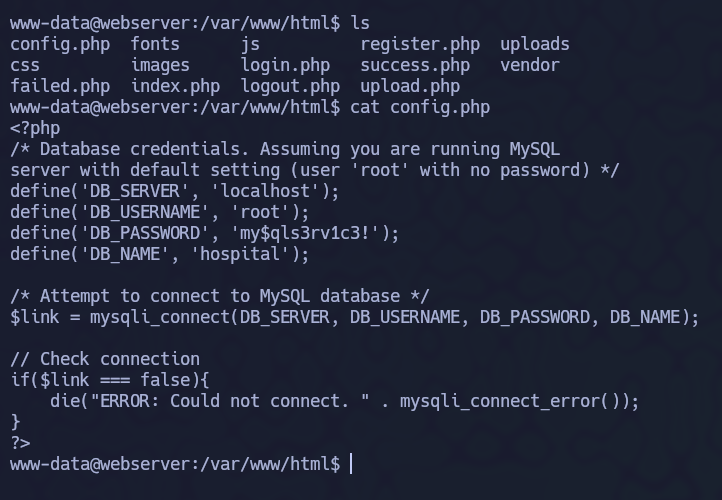 www-data@webserver:/var/www/html$ ls
config.php  fonts      js          register.php  uploads
css         images     login.php   success.php   vendor
failed.php  index.php  logout.php  upload.php
www-data@webserver:/var/www/html$ cat config.php
<?php
/* Database credentials. Assuming you are running MySQL
server with default setting (user 'root' with no password) */
define('DB_SERVER', 'localhost');
define('DB_USERNAME', 'root');
define('DB_PASSWORD', 'my$qls3rv1c3!');
define('DB_NAME', 'hospital');

/* Attempt to connect to MySQL database */
$link = mysqli_connect(DB_SERVER, DB_USERNAME, DB_PASSWORD, DB_NAME);

// Check connection
if($link === false){
    die("ERROR: Could not connect. " . mysqli_connect_error());
}
?>
www-data@webserver:/var/www/html$